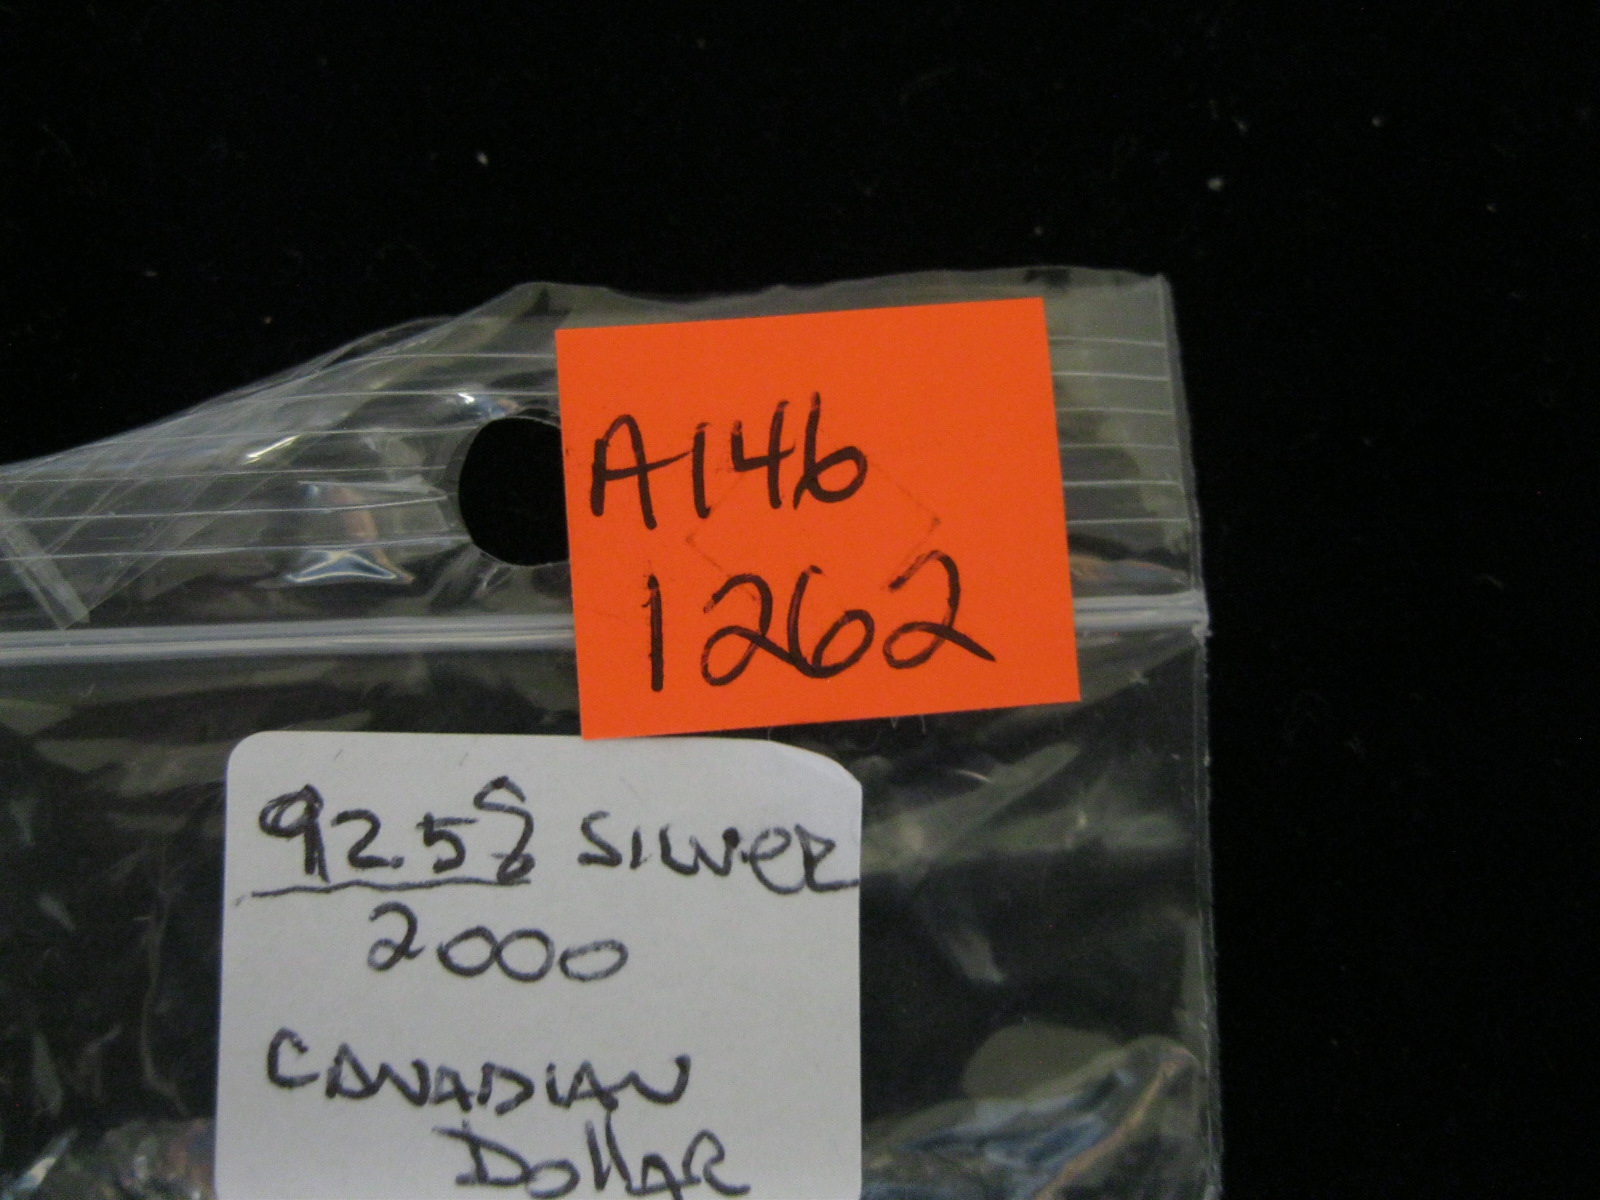 A146
1262
92.5% SILVER
2000
CANADIAN
DOLLAR